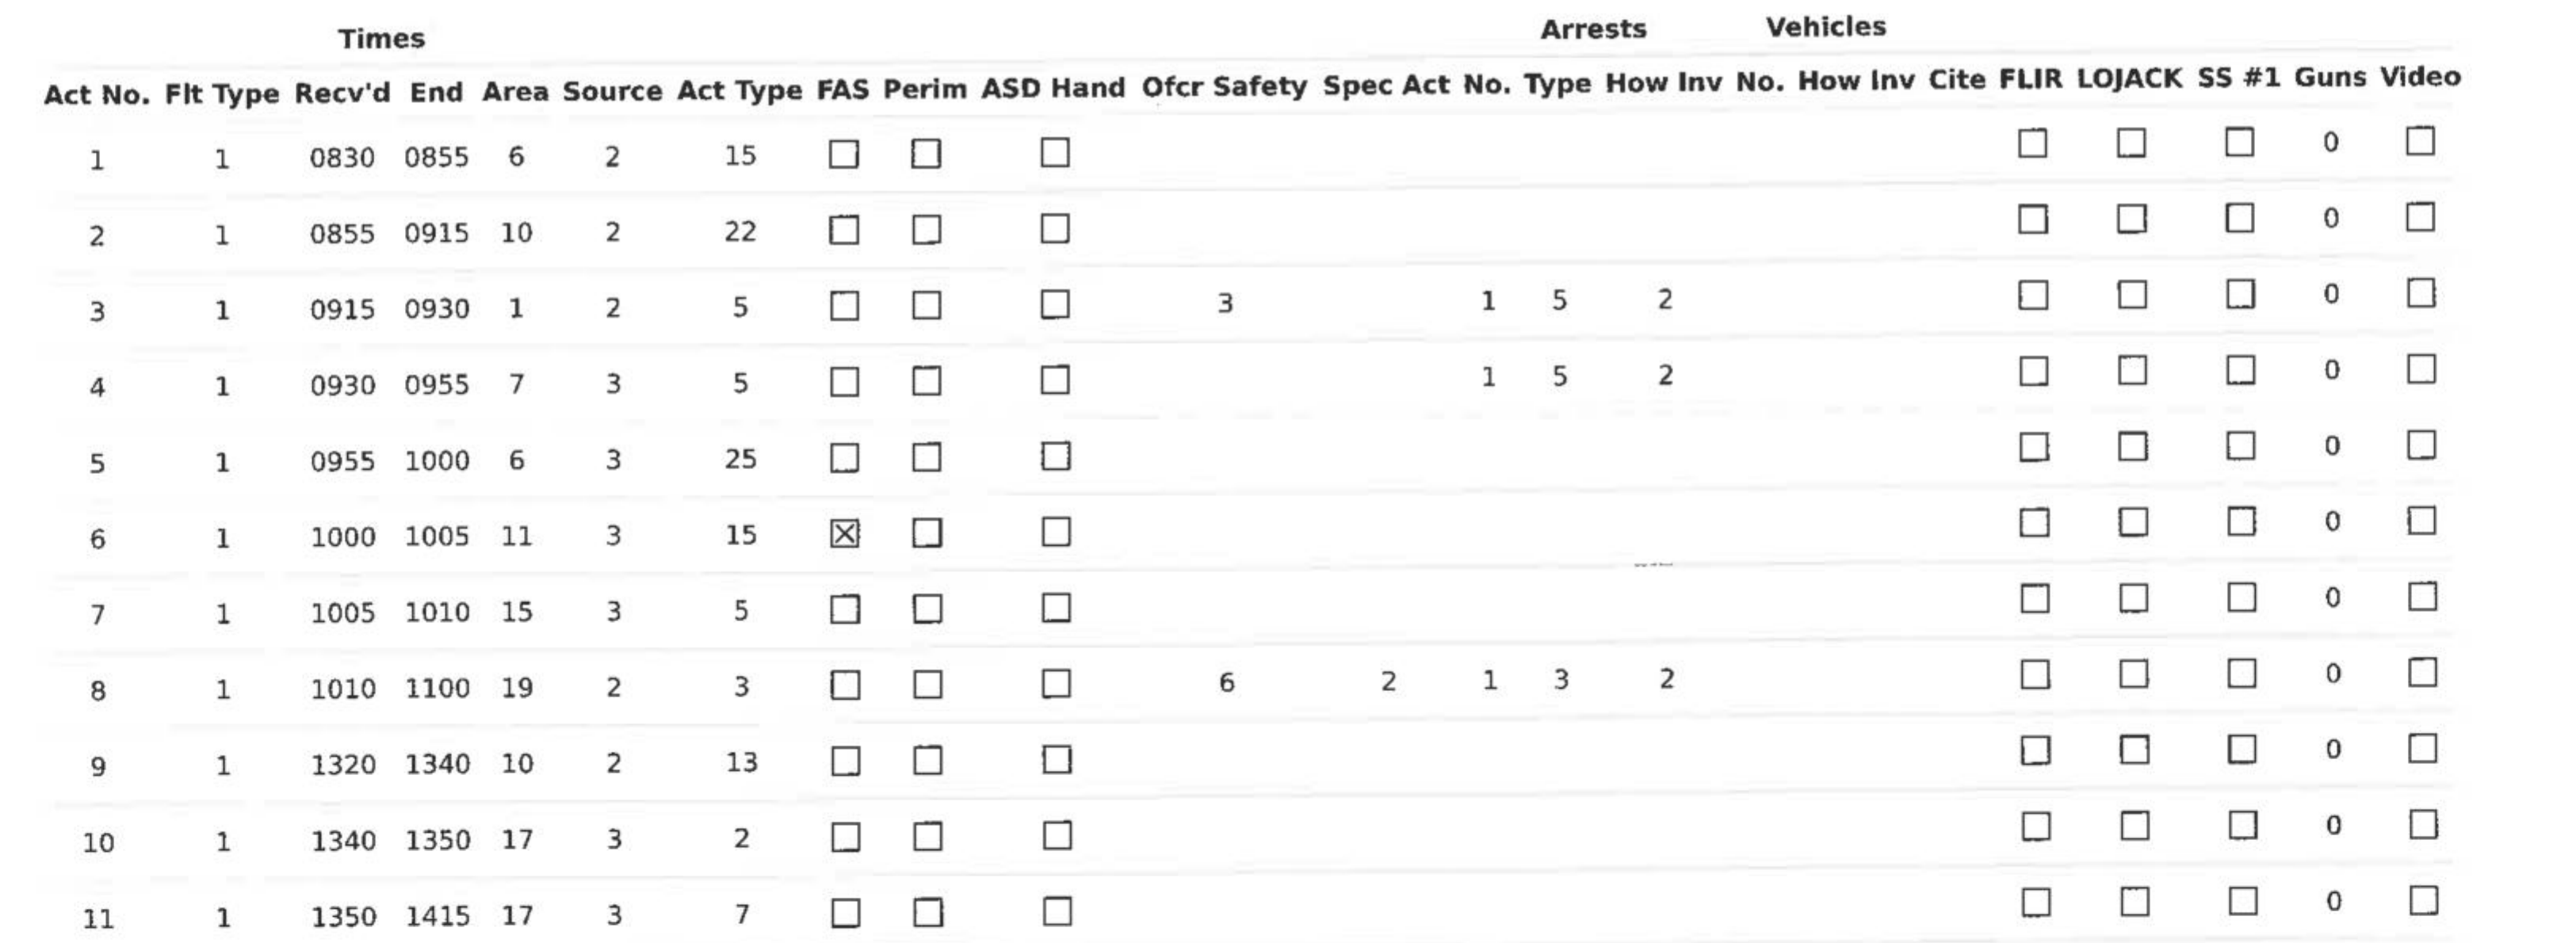 Times Arrests Vehicles
Act No. Flt Type Recv'd End Area Source Act Type FAS Perim ASD Hand Ofcr Safety Spec Act No. Type How Inv No. How Inv Cite FLIR LOJACK SS #1 Guns Video
1 1 0830 0855 6 2 15 ☐ ☐ ☐ ☐ ☐ ☐ 0 ☐
2 1 0855 0915 10 2 22 ☐ ☐ ☐ ☐ ☐ ☐ 0 ☐
3 1 0915 0930 1 2 5 ☐ ☐ ☐ 3 1 5 2 ☐ ☐ ☐ 0 ☐
4 1 0930 0955 7 3 5 ☐ ☐ ☐ 1 5 2 ☐ ☐ ☐ 0 ☐
5 1 0955 1000 6 3 25 ☐ ☐ ☐ ☐ ☐ ☐ 0 ☐
6 1 1000 1005 11 3 15 ☒ ☐ ☐ ☐ ☐ ☐ 0 ☐
7 1 1005 1010 15 3 5 ☐ ☐ ☐ ☐ ☐ ☐ 0 ☐
8 1 1010 1100 19 2 3 ☐ ☐ ☐ 6 2 1 3 2 ☐ ☐ ☐ 0 ☐
9 1 1320 1340 10 2 13 ☐ ☐ ☐ ☐ ☐ ☐ 0 ☐
10 1 1340 1350 17 3 2 ☐ ☐ ☐ ☐ ☐ ☐ 0 ☐
11 1 1350 1415 17 3 7 ☐ ☐ ☐ ☐ ☐ ☐ 0 ☐